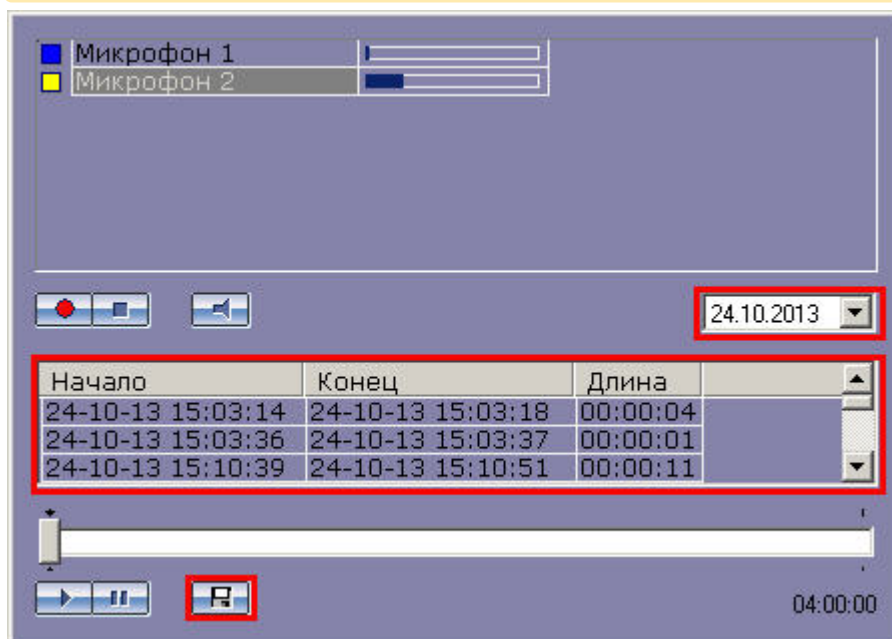 Микрофон 1
Микрофон 2
24.10.2013
Начало Конец Длина
24-10-13 15:03:14 24-10-13 15:03:18 00:00:04
24-10-13 15:03:36 24-10-13 15:03:37 00:00:01
24-10-13 15:10:39 24-10-13 15:10:51 00:00:11
04:00:00